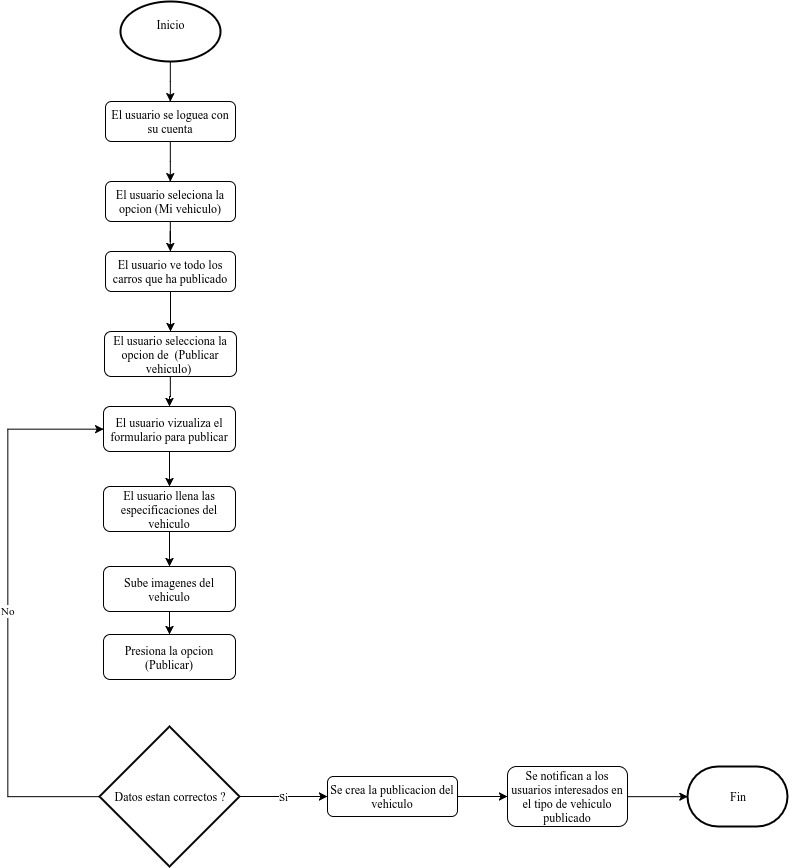 Inicio
El usuario se loguea con
su cuenta
El usuario seleciona la
opcion (Mi vehiculo)
El usuario ve todo los
carros que ha publicado
El usuario selecciona la
opcion de (Publicar
vehiculo)
El usuario vizualiza el
formulario para publicar
El usuario llena las
especificaciones del
vehiculo
No
Sube imagenes del
vehiculo
Presiona la opcion
(Publicar)
Datos estan correctos ?
Si
Se crea la publicacion del
vehiculo
Se notifican a los
usuarios interesados en
el tipo de vehiculo
publicado
Fin